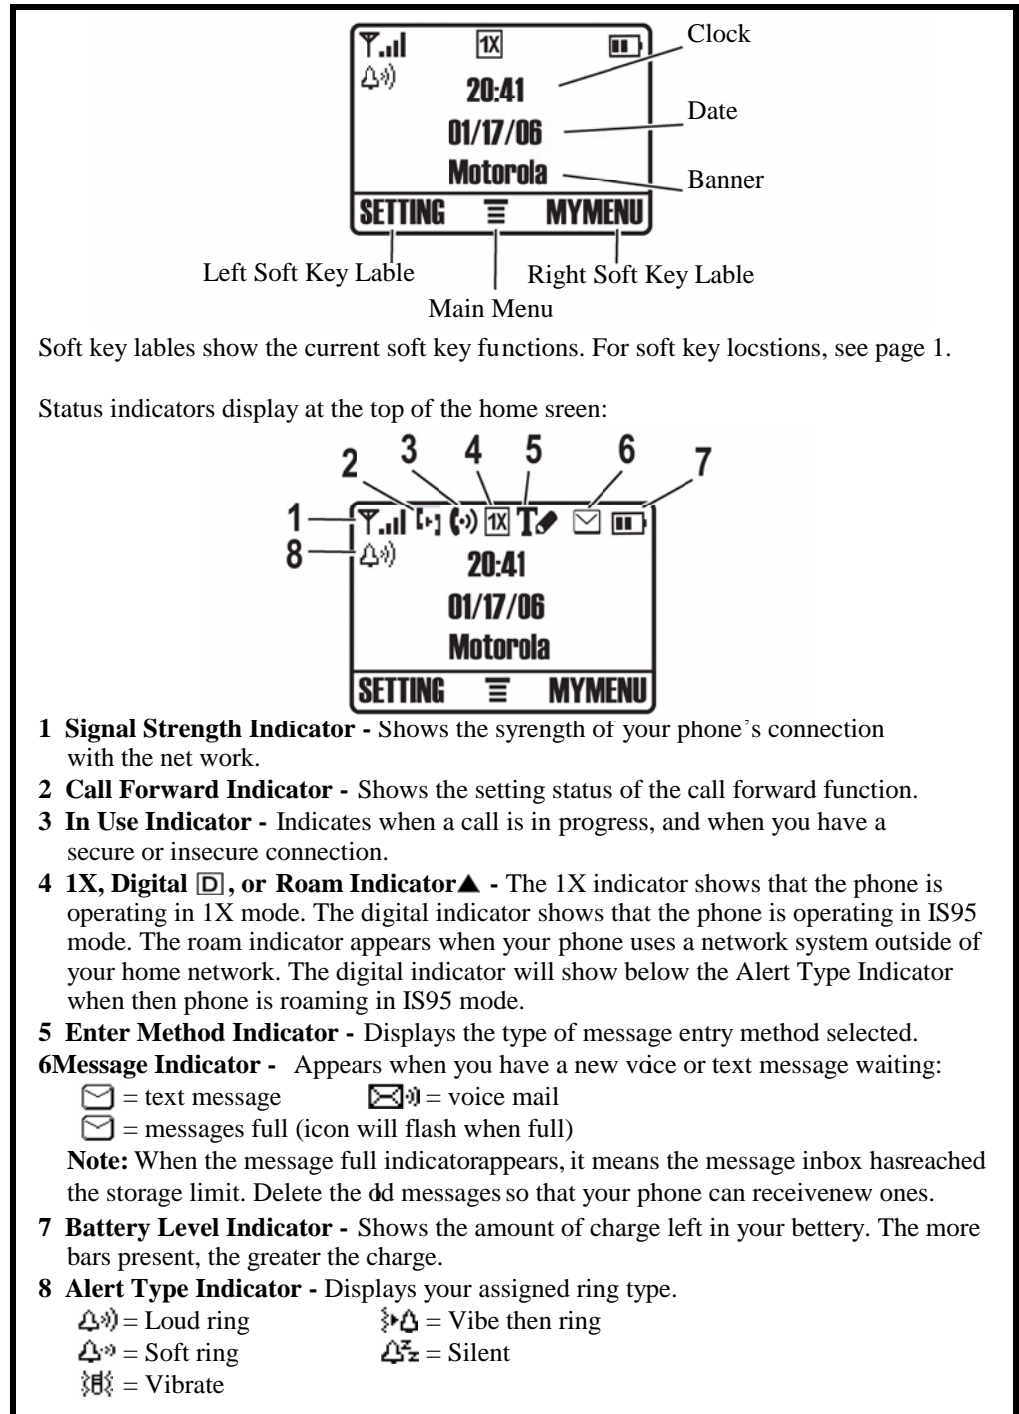 Clock
1X
20:41
Date
01/17/06
Motorola
Banner
SETTING MYMENU
Left Soft Key Lable Right Soft Key Lable
Main Menu
Soft key lables show the current soft key functions. For soft key locstions, see page 1.
Status indicators display at the top of the home sreen:
2 3 4 5 6 7
1 1X T
8 20:41
01/17/06
Motorola
SETTING MYMENU
1 Signal Strength Indicator - Shows the syrength of your phone's connection
with the net work.
2 Call Forward Indicator - Shows the setting status of the call forward function.
3 In Use Indicator - Indicates when a call is in progress, and when you have a
secure or insecure connection.
4 1X, Digital D, or Roam Indicator▲ - The 1X indicator shows that the phone is
operating in 1X mode. The digital indicator shows that the phone is operating in IS95
mode. The roam indicator appears when your phone uses a network system outside of
your home network. The digital indicator will show below the Alert Type Indicator
when then phone is roaming in IS95 mode.
5 Enter Method Indicator - Displays the type of message entry method selected.
6Message Indicator - Appears when you have a new voice or text message waiting:
= text message = voice mail
= messages full (icon will flash when full)
Note: When the message full indicatorappears, it means the message inbox hasreached
the storage limit. Delete the old messages so that your phone can receivenew ones.
7 Battery Level Indicator - Shows the amount of charge left in your bettery. The more
bars present, the greater the charge.
8 Alert Type Indicator - Displays your assigned ring type.
= Loud ring = Vibe then ring
= Soft ring = Silent
= Vibrate